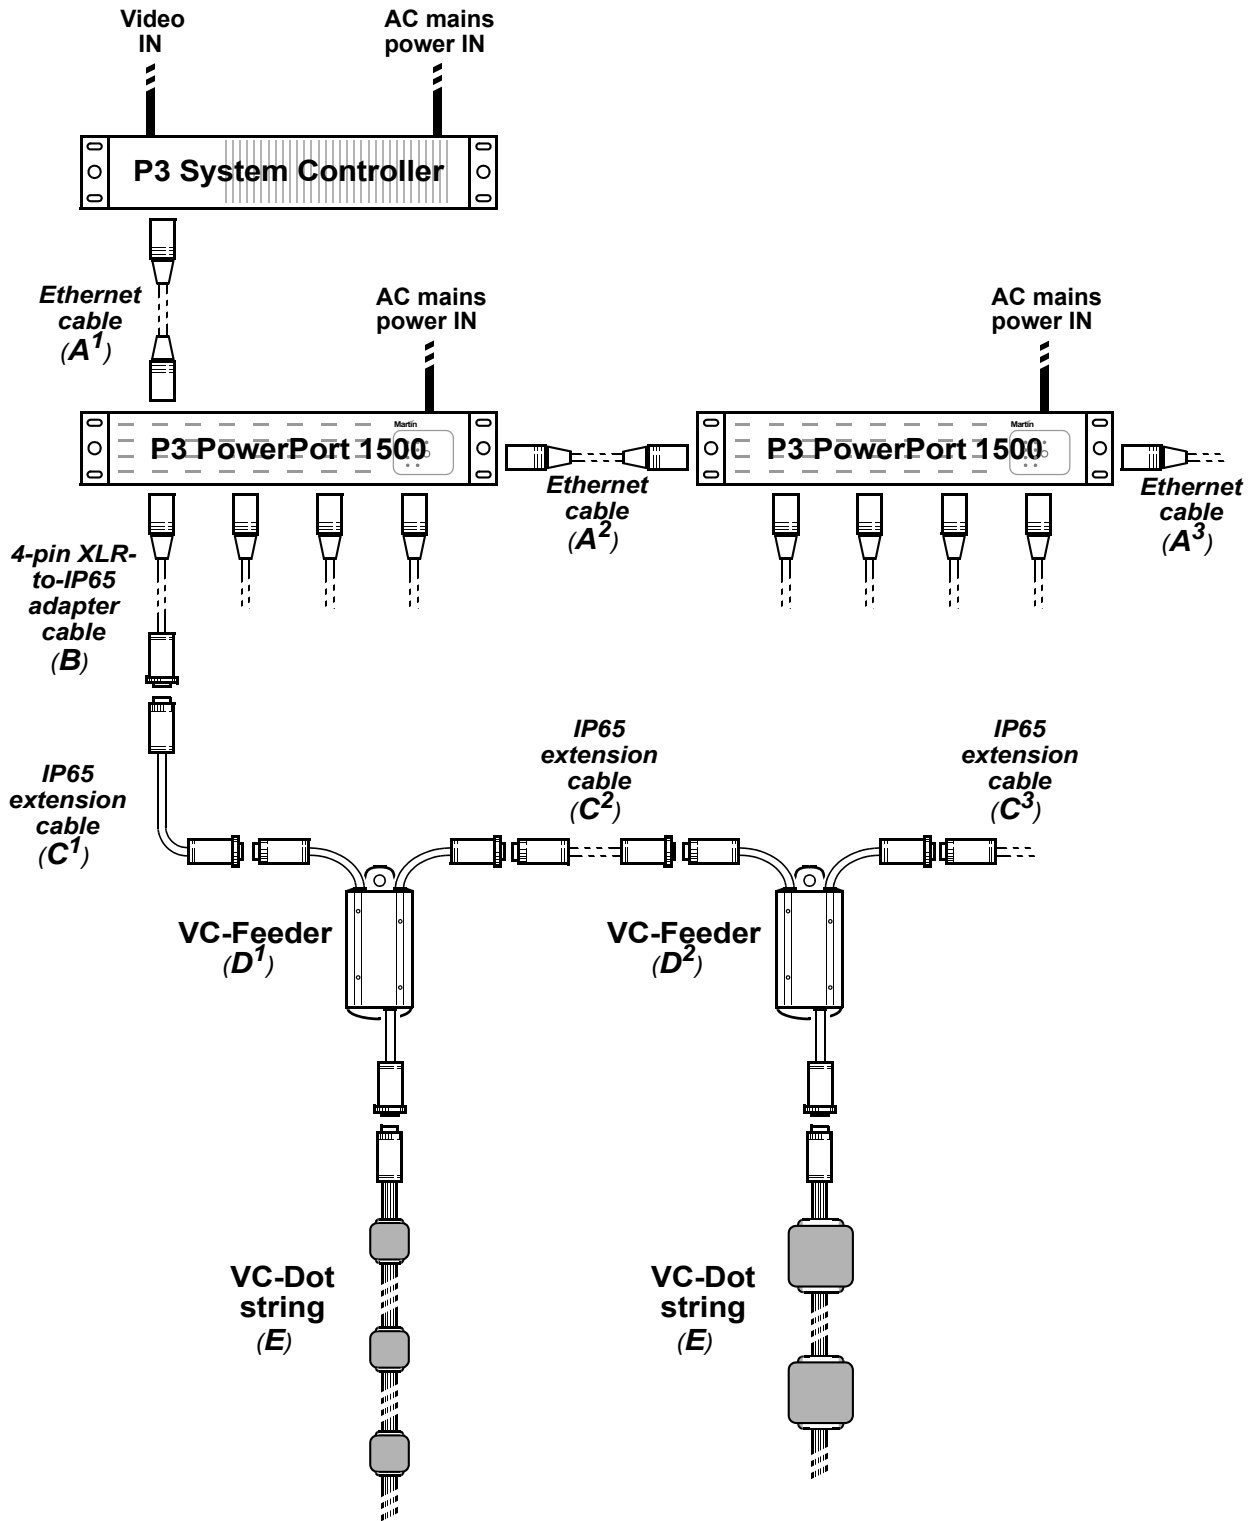 Video
IN
AC mains
power IN
P3 System Controller
Ethernet
cable
(A1)
AC mains
power IN
AC mains
power IN
Martin
P3 PowerPort 1500
Martin
P3 PowerPort 1500
Ethernet
cable
(A2)
Ethernet
cable
(A3)
4-pin XLR-
to-IP65
adapter
cable
(B)
IP65
extension
cable
(C1)
IP65
extension
cable
(C2)
IP65
extension
cable
(C3)
VC-Feeder
(D1)
VC-Feeder
(D2)
VC-Dot
string
(E)
VC-Dot
string
(E)